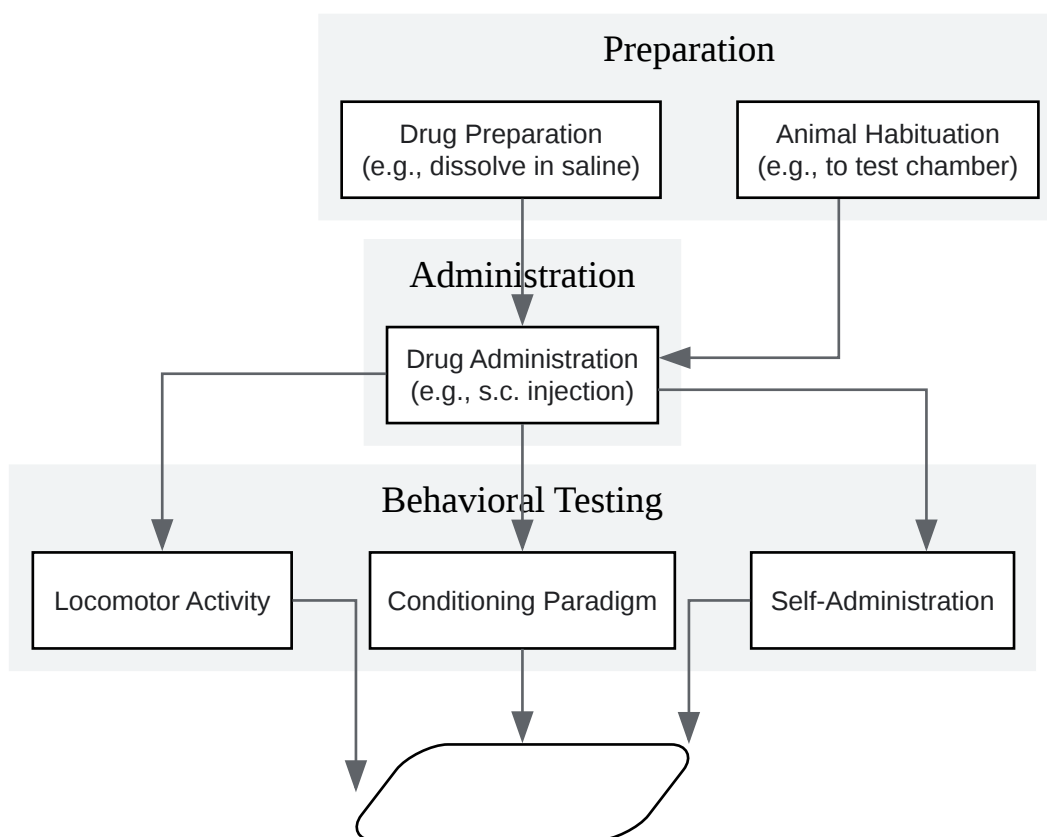 Preparation
Drug Preparation
(e.g., dissolve in saline)
Animal Habituation
(e.g., to test chamber)
Administration
Drug Administration
(e.g., s.c. injection)
Behavioral Testing
Locomotor Activity
Conditioning Paradigm
Self-Administration